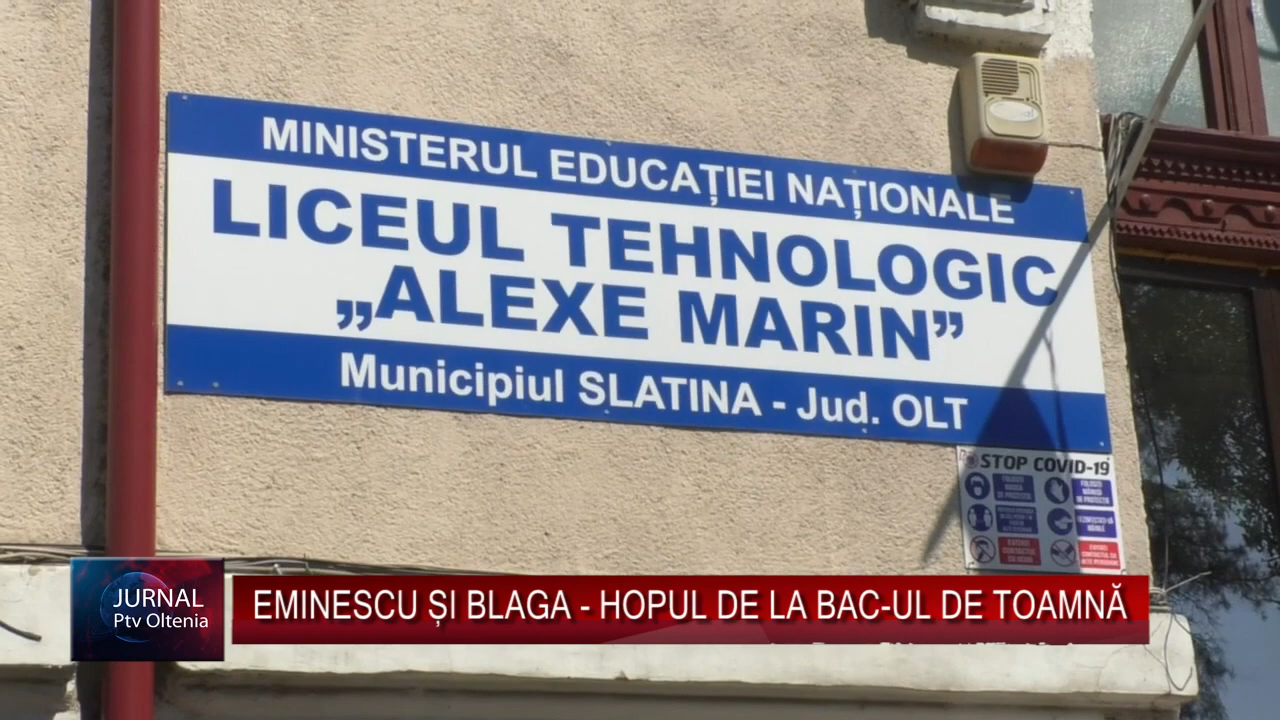 MINISTERUL EDUCAȚIEI NAȚIONALE
LICEUL TEHNOLOGIC
„ALEXE MARIN”
Municipiul SLATINA - Jud. OLT
STOP COVID-19
JURNAL
Ptv Oltenia
EMINESCU ȘI BLAGA - HOPUL DE LA BAC-UL DE TOAMNĂ